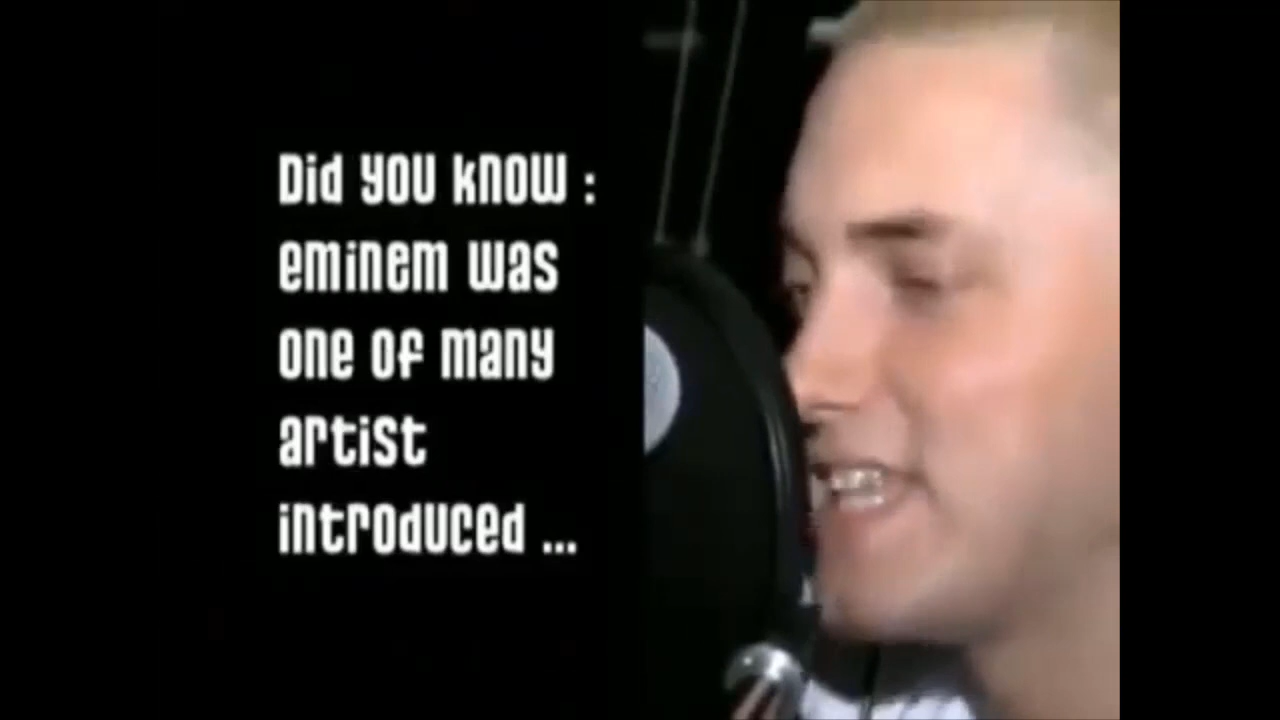 Did you know :
eminem was
one of many
artist
introduced ...